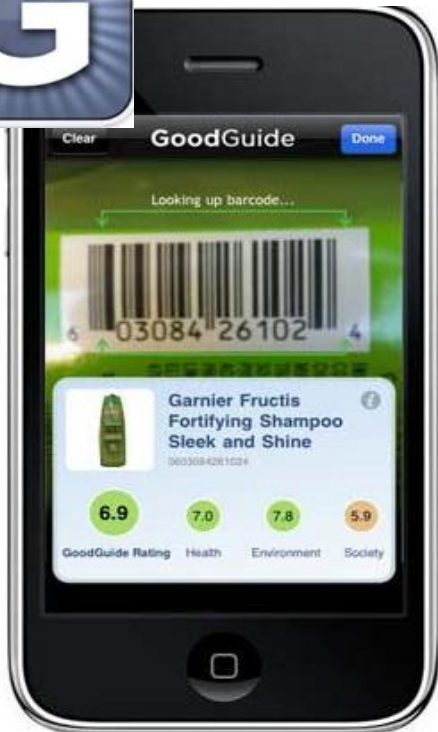 G
Clear GoodGuide Done
Looking up barcode...
6 03084 26102 4
Garnier Fructis
Fortifying Shampoo
Sleek and Shine
0603084261024
6.9 7.0 7.8 5.9
GoodGuide Rating Health Environment Society